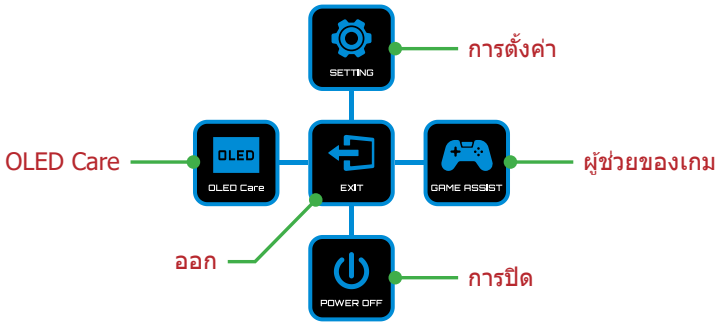 SETTING
การตั้งค่า
OLED Care
OLED
OLED Care
EXIT
GAME ASSIST
ผู้ช่วยของเกม
ออก
POWER OFF
การปิด